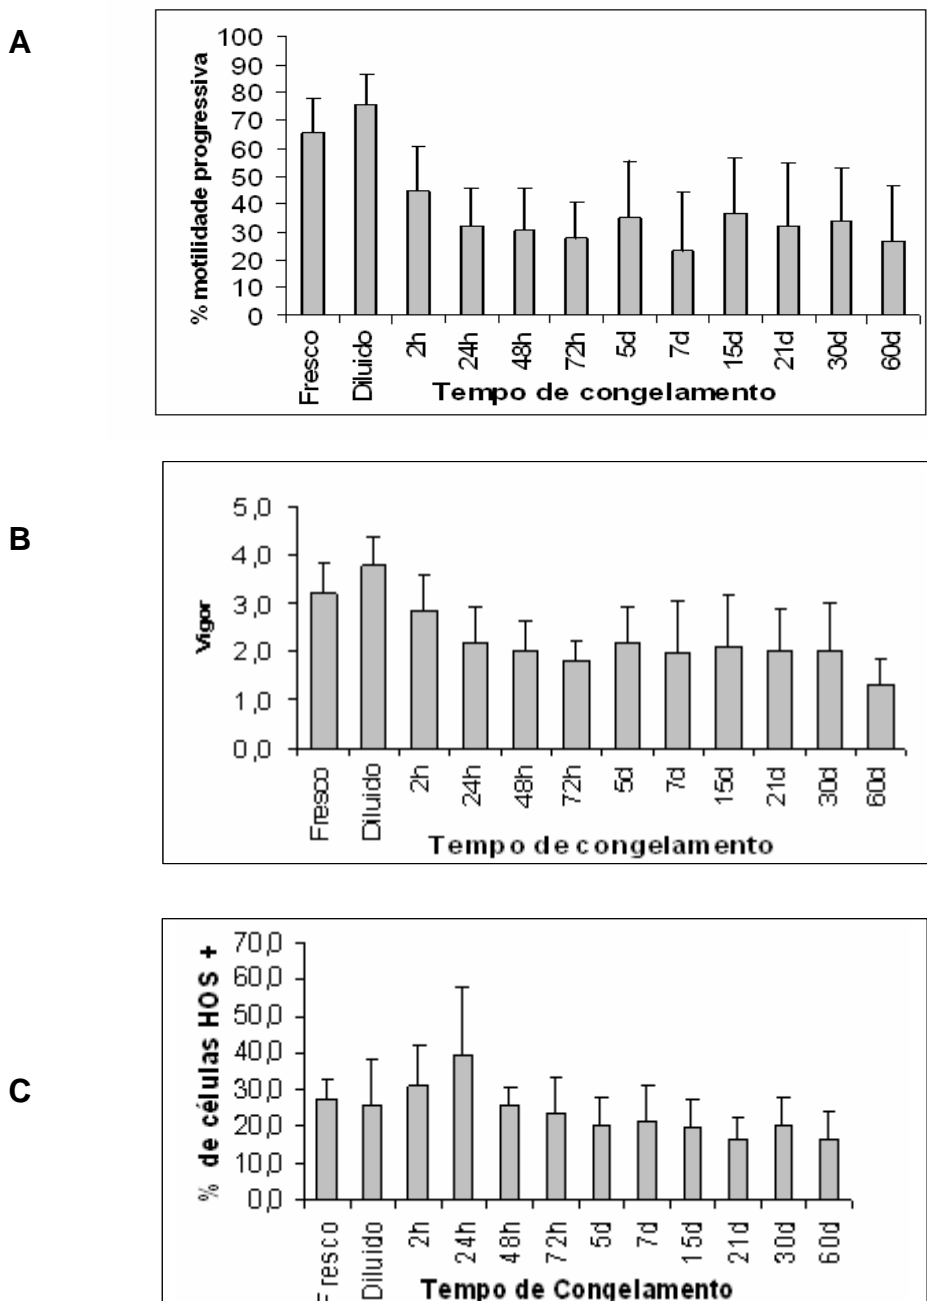 A
% motilidade progressiva
100
90
80
70
60
50
40
30
20
10
0
Fresco Diluido 2h 24h 48h 72h 5d 7d 15d 21d 30d 60d
Tempo de congelamento
B
Vigor
5,0
4,0
3,0
2,0
1,0
0,0
Fresco Diluido 2h 24h 48h 72h 5d 7d 15d 21d 30d 60d
Tempo de congelamento
C
% de células HOS +
70,0
60,0
50,0
40,0
30,0
20,0
10,0
0,0
Fresco Diluido 2h 24h 48h 72h 5d 7d 15d 21d 30d 60d
Tempo de Congelamento